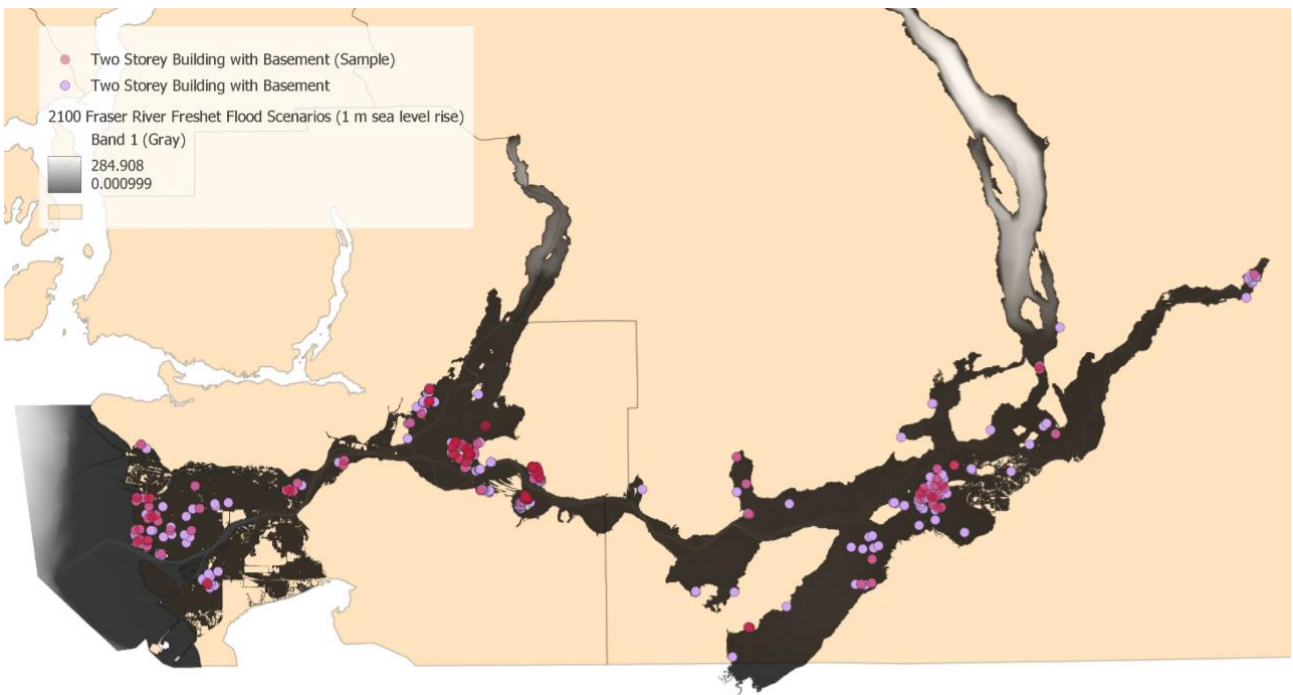 Two Storey Building with Basement (Sample)
Two Storey Building with Basement
2100 Fraser River Freshet Flood Scenarios (1 m sea level rise)
Band 1 (Gray)
284.908
0.000999